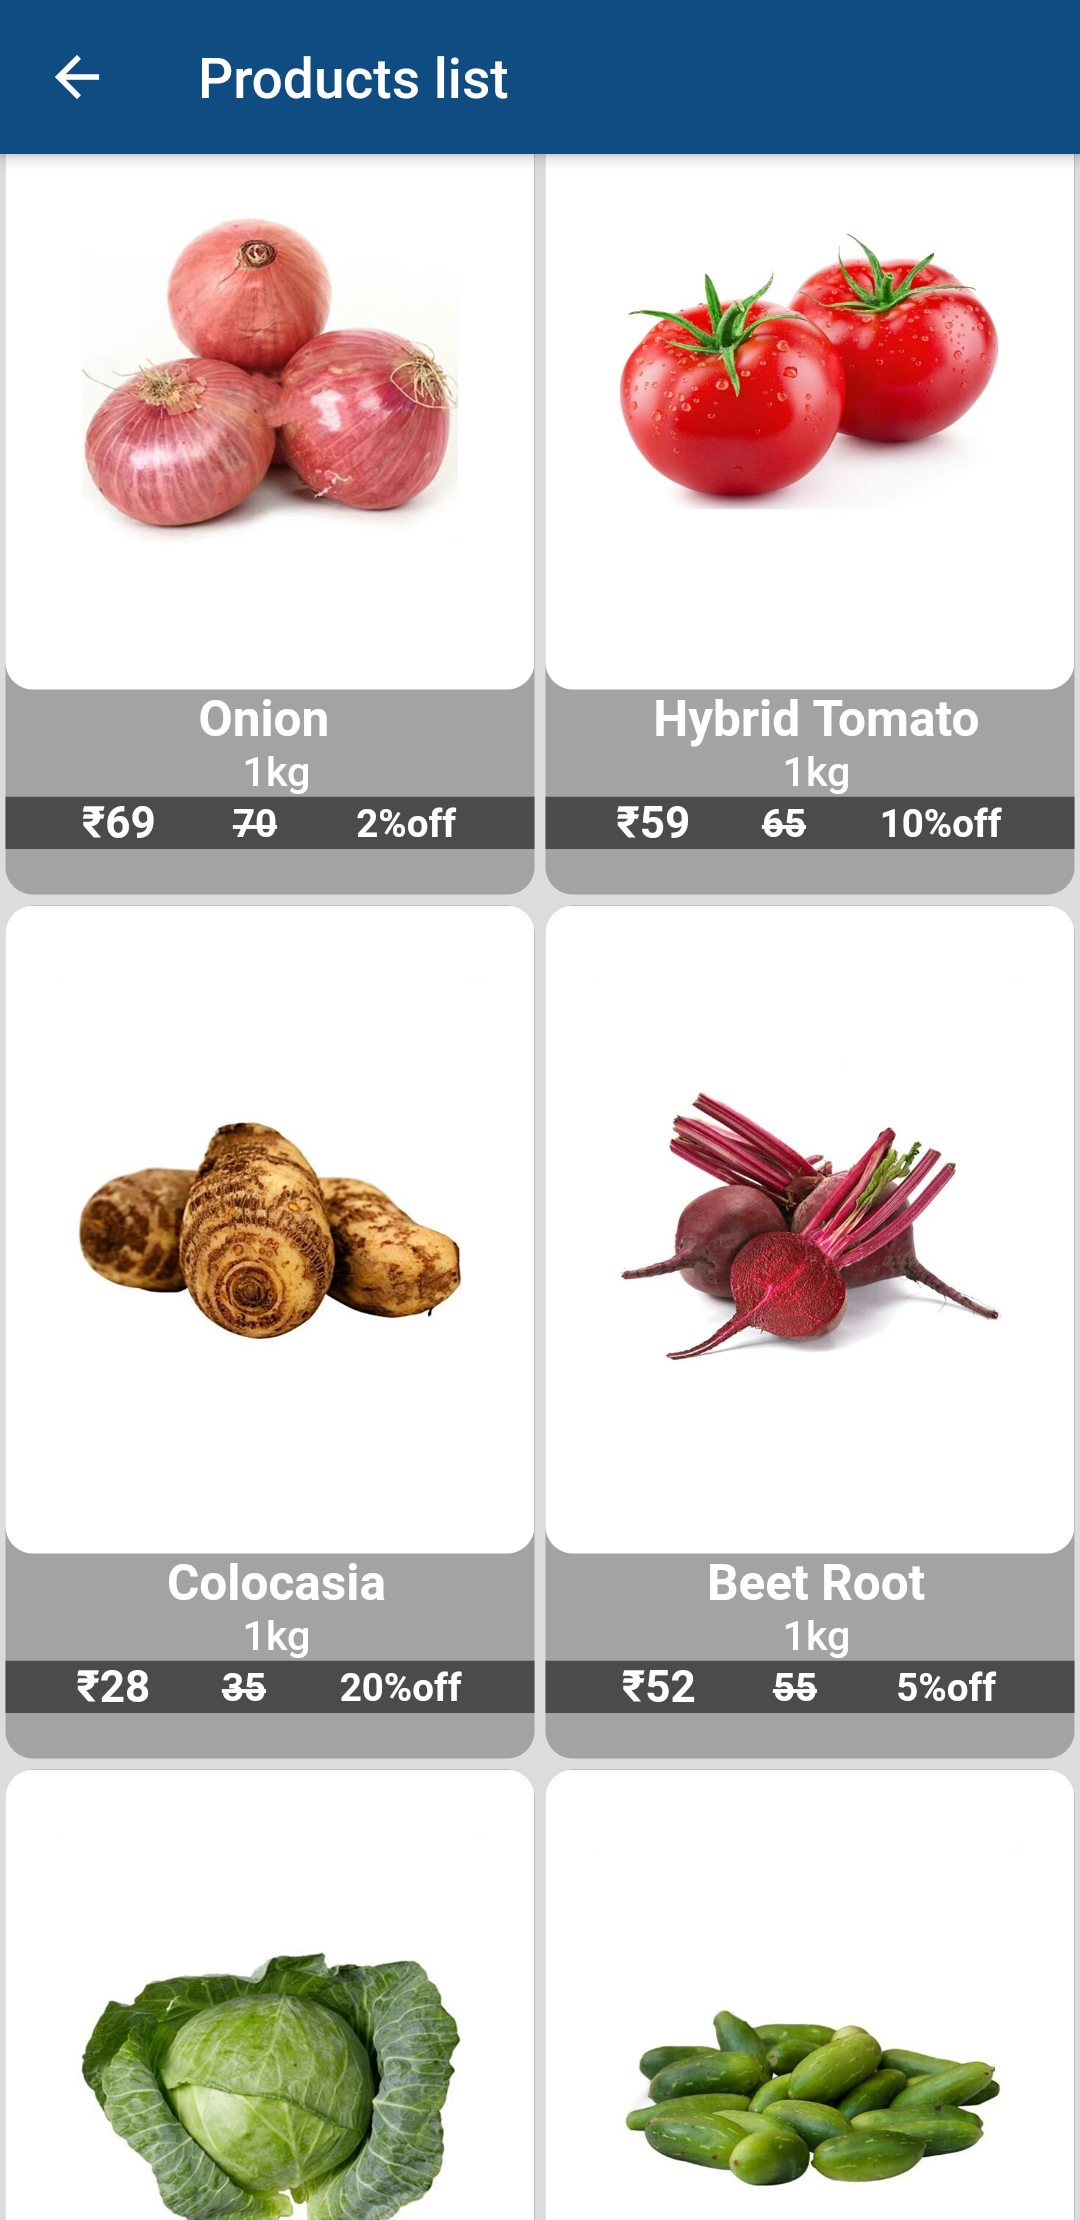 Products list
Onion
1kg
₹69 70 2%off
Hybrid Tomato
1kg
₹59 65 10%off
Colocasia
1kg
₹28 35 20%off
Beet Root
1kg
₹52 55 5%off